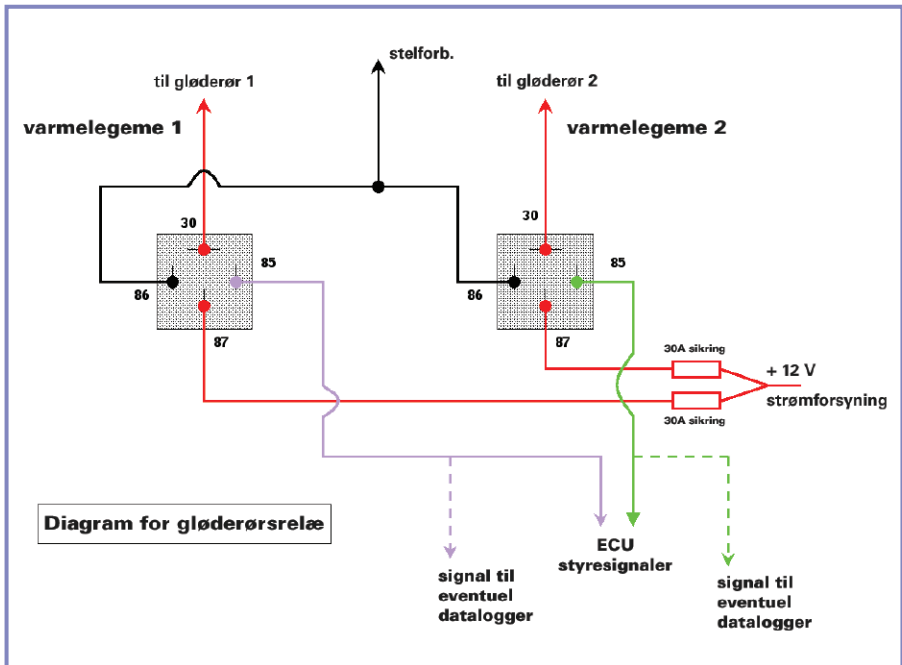 stelforb.
til gløderør 1
til gløderør 2
varmelegeme 1
varmelegeme 2
30
30
85
85
86
86
87
87
30A sikring
+ 12 V
strømforsyning
30A sikring
Diagram for gløderørsrelæ
ECU
styresignaler
signal til
eventuel
datalogger
signal til
eventuel
datalogger